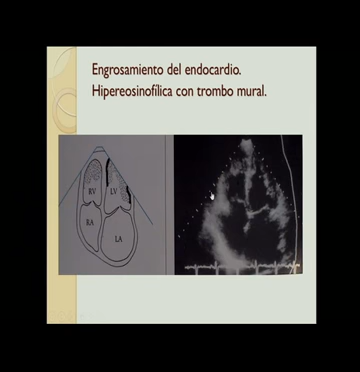 Engrosamiento del endocardio.
Hipereosinofílica con trombo mural.
RV LV
RA
LA